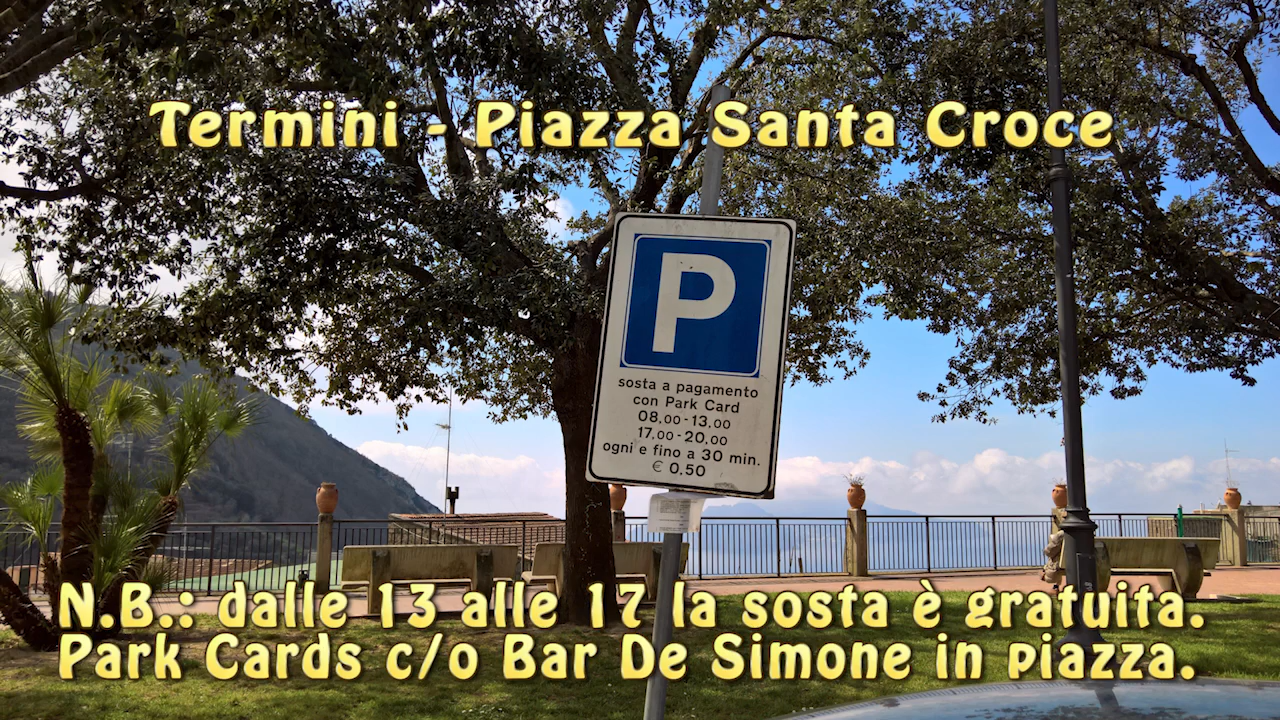 Termini - Piazza Santa Croce
P
sosta a pagamento
con Park Card
08,00-13,00
17.00-20,00
ogni e fino a 30 min.
€ 0.50
N.B.: dalle 13 alle 17 la sosta è gratuita.
Park Cards c/o Bar De Simone in piazza.